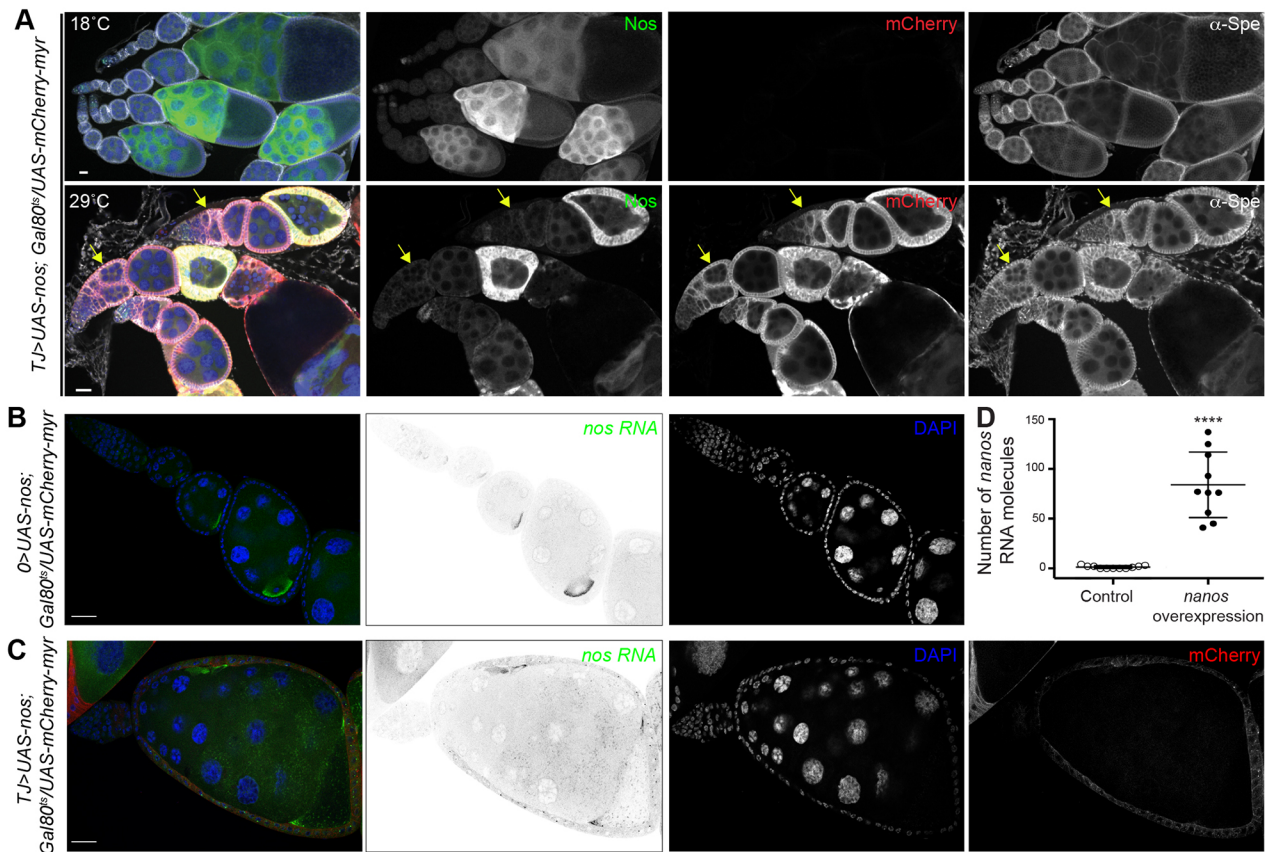 A
TJ>UAS-nos; Gal80ts/UAS-mCherry-myr
18°C
Nos
mCherry
α-Spe
29°C
Nos
mCherry
α-Spe
B
0>UAS-nos;
Gal80ts/UAS-mCherry-myr
nos RNA
DAPI
D
Number of nanos
RNA molecules
150
100
50
0
****
Control
nanos
overexpression
C
TJ>UAS-nos;
Gal80ts/UAS-mCherry-myr
nos RNA
DAPI
mCherry